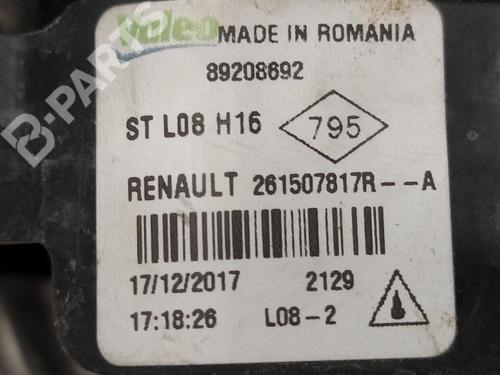 Valeo MADE IN ROMANIA
89208692
ST L08 H16 795
RENAULT 261507817R--A
17/12/2017 2129
17:18:26 L08-2
B-PARTS